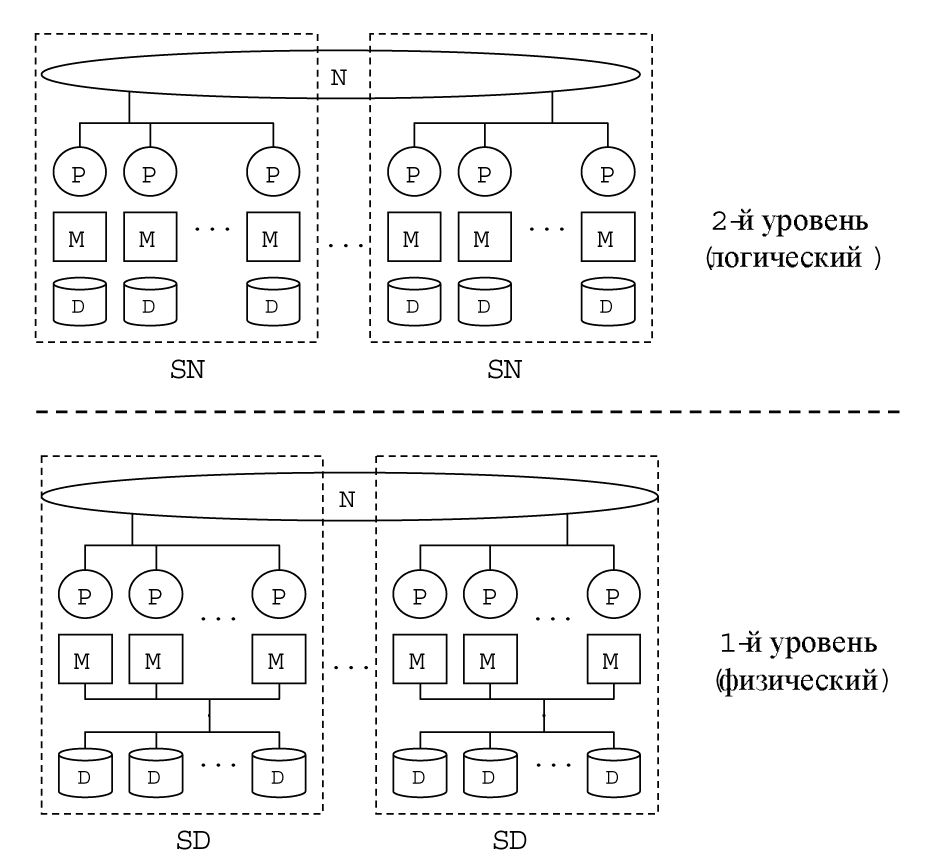 N
P P P P P P
M M ... M ... M M ... M
D D D D D D
2-й уровень
(логический )
SN SN
N
P P P P P P
... ...
M M M ... M M M
1-й уровень
(физический)
D D ... D D D ... D
SD SD